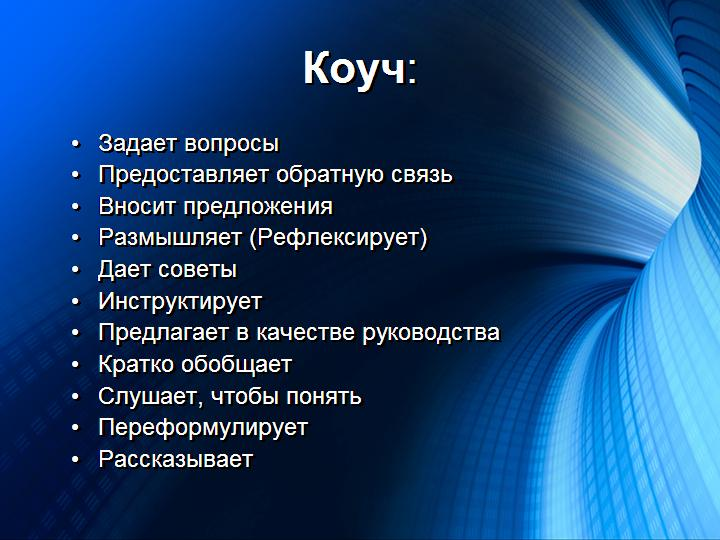 Коуч:
• Задает вопросы
• Предоставляет обратную связь
• Вносит предложения
• Размышляет (Рефлексирует)
• Дает советы
• Инструктирует
• Предлагает в качестве руководства
• Кратко обобщает
• Слушает, чтобы понять
• Переформулирует
• Рассказывает